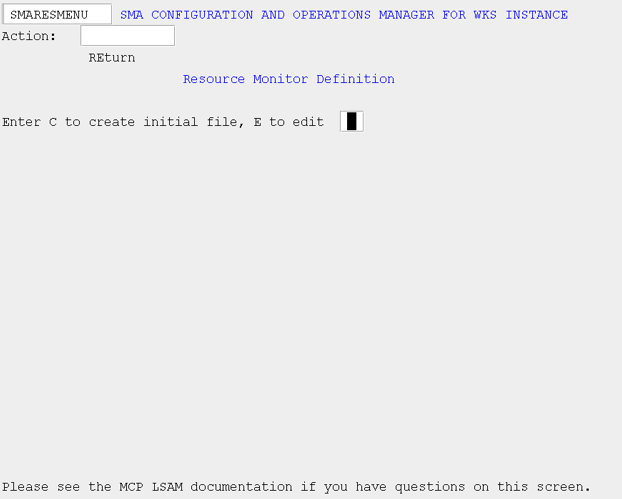 SMARESMENU SMA CONFIGURATION AND OPERATIONS MANAGER FOR WKS INSTANCE
Action:
REturn
Resource Monitor Definition
Enter C to create initial file, E to edit
Please see the MCP LSAM documentation if you have questions on this screen.